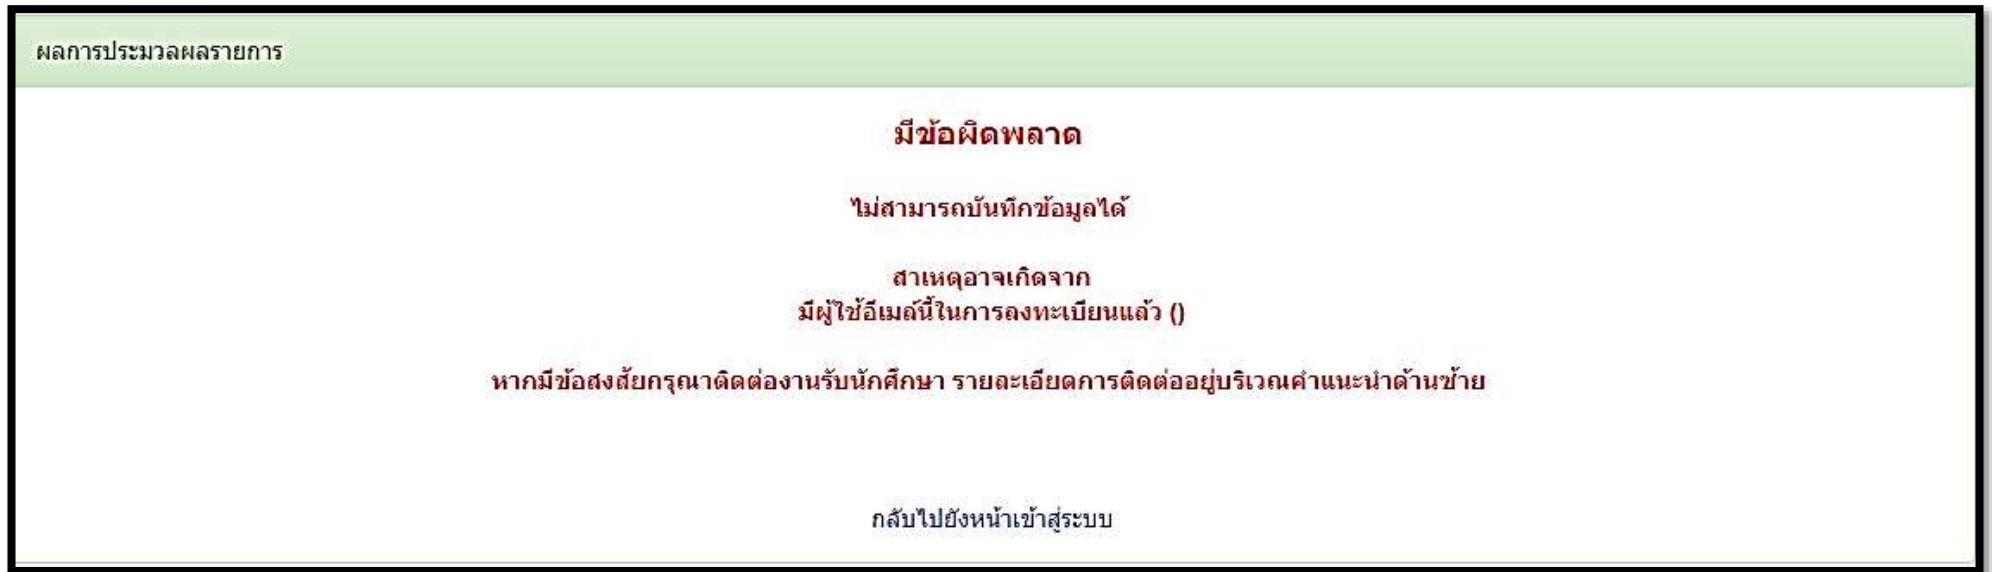 ผลการประมวลผลรายการ
มีข้อผิดพลาด
ไม่สามารถบันทึกข้อมูลได้
สาเหตุอาจเกิดจาก
มีผู้ใช้อีเมล์นี้ในการลงทะเบียนแล้ว ()
หากมีข้อสงสัยกรุณาติดต่องานรับนักศึกษา รายละเอียดการติดต่ออยู่บริเวณคำแนะนำด้านซ้าย
กลับไปยังหน้าเข้าสู่ระบบ